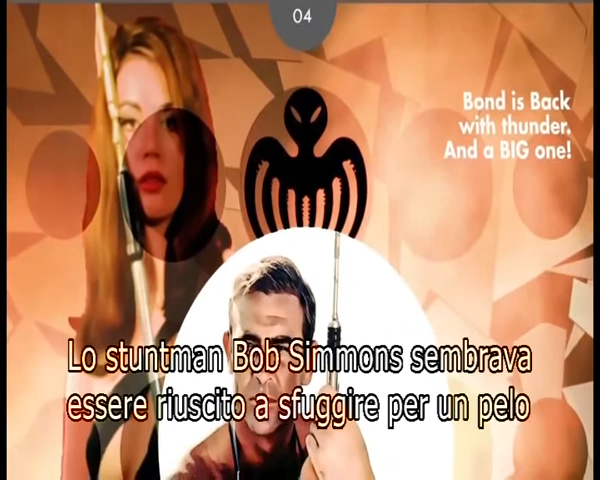 04
Bond is Back
with thunder.
And a BIG one!
Lo stuntman Bob Simmons sembrava
essere riuscito a sfuggire per un pelo